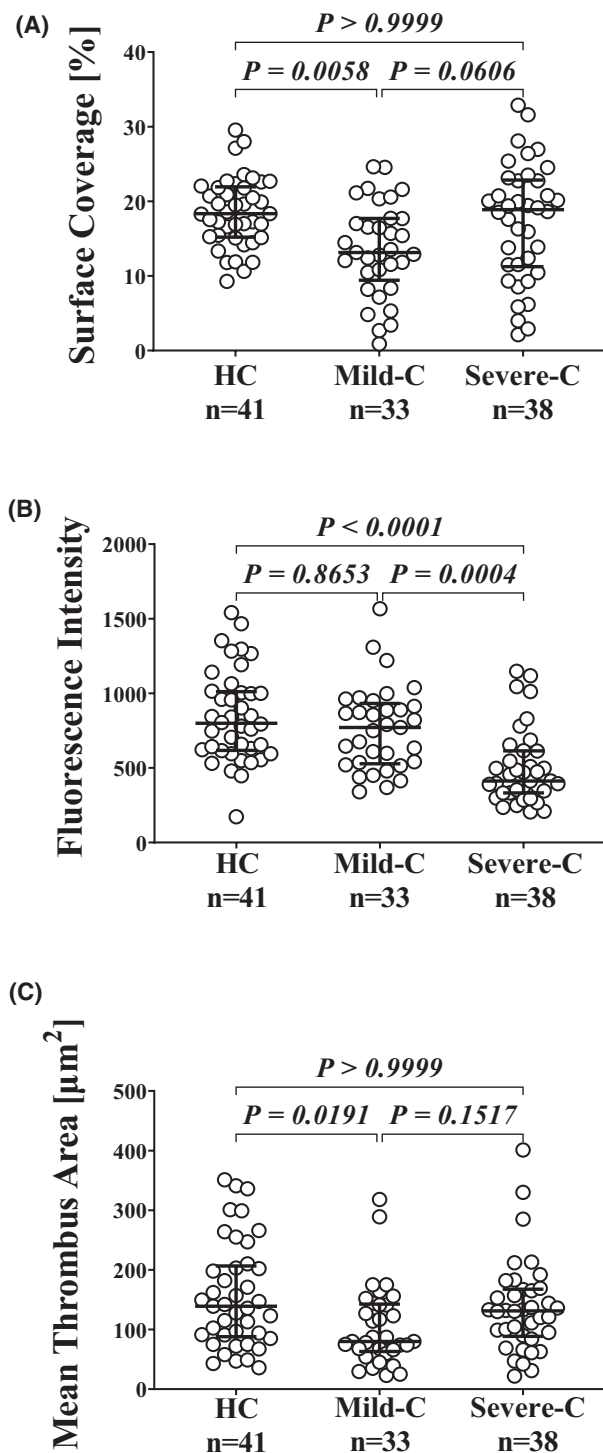 (A)
P > 0.9999
P = 0.0058 P = 0.0606
Surface Coverage [%]
40
30
20
10
0
HC Mild-C Severe-C
n=41 n=33 n=38
(B)
P < 0.0001
P = 0.8653 P = 0.0004
Fluorescence Intensity
2000
1500
1000
500
0
HC Mild-C Severe-C
n=41 n=33 n=38
(C)
P > 0.9999
P = 0.0191 P = 0.1517
Mean Thrombus Area [µm²]
500
400
300
200
100
0
HC Mild-C Severe-C
n=41 n=33 n=38